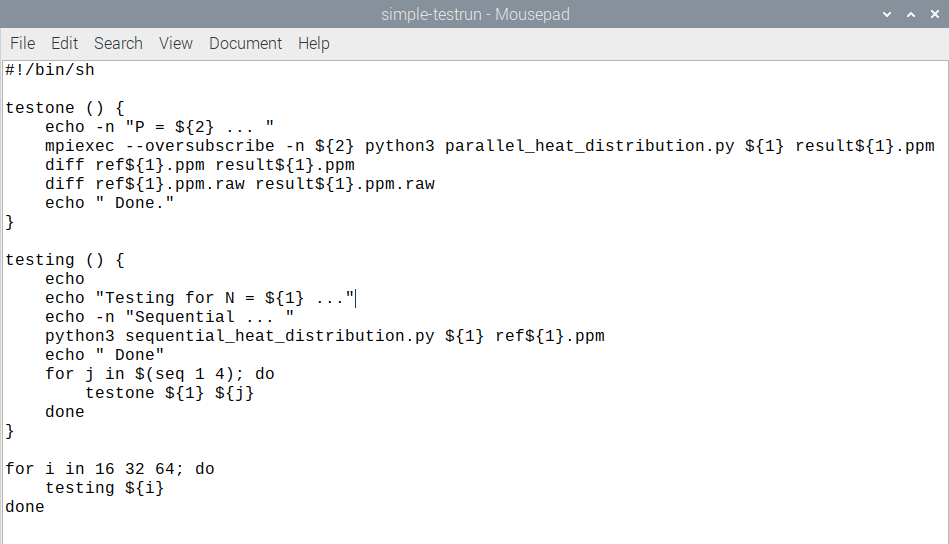 simple-testrun - Mousepad
File Edit Search View Document Help
#!/bin/sh

testone () {
    echo -n "P = ${2} ... "
    mpiexec --oversubscribe -n ${2} python3 parallel_heat_distribution.py ${1} result${1}.ppm
    diff ref${1}.ppm result${1}.ppm
    diff ref${1}.ppm.raw result${1}.ppm.raw
    echo " Done."
}

testing () {
    echo
    echo "Testing for N = ${1} ..."
    echo -n "Sequential ... "
    python3 sequential_heat_distribution.py ${1} ref${1}.ppm
    echo " Done"
    for j in $(seq 1 4); do
        testone ${1} ${j}
    done
}

for i in 16 32 64; do
    testing ${i}
done